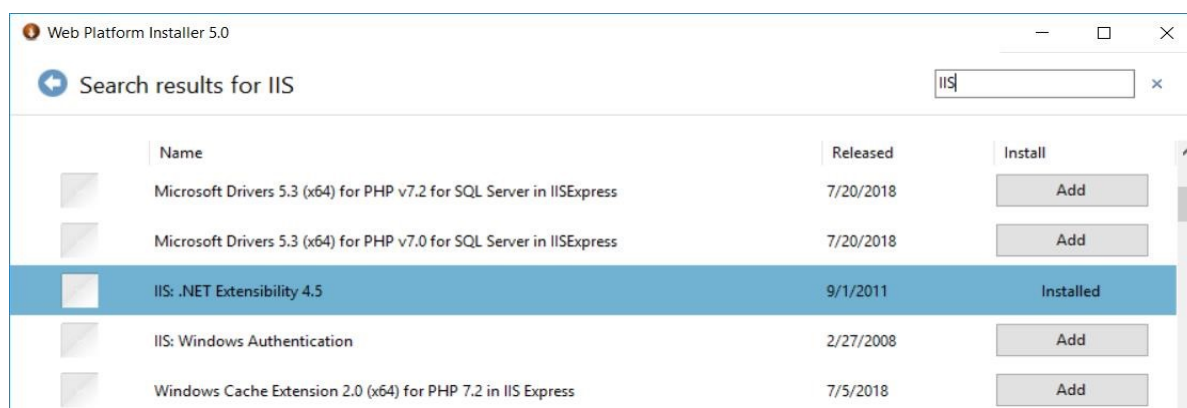 Web Platform Installer 5.0
Search results for IIS
IIS
Name Released Install
Microsoft Drivers 5.3 (x64) for PHP v7.2 for SQL Server in IISExpress 7/20/2018 Add
Microsoft Drivers 5.3 (x64) for PHP v7.0 for SQL Server in IISExpress 7/20/2018 Add
IIS: .NET Extensibility 4.5 9/1/2011 Installed
IIS: Windows Authentication 2/27/2008 Add
Windows Cache Extension 2.0 (x64) for PHP 7.2 in IIS Express 7/5/2018 Add